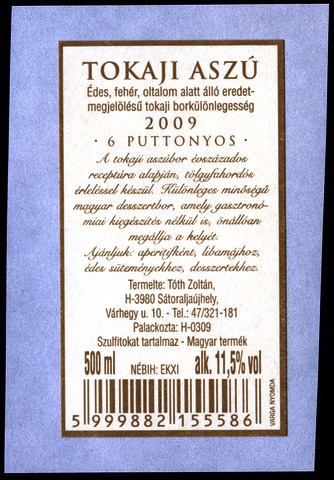 TOKAJI ASZÚ
Édes, fehér, oltalom alatt álló eredet-
megjelölésű tokaji borkülönlegesség
2009
· 6 PUTTONYOS ·
A tokaji aszúbor évszázados
receptúra alapján, tölgyfahordós
érleléssel készül. Különleges minőségű
magyar desszertbor, amely gasztronó-
miai kiegészítés nélkül is, önállóan
megállja a helyét.
Ajánljuk: aperitifként, libamájhoz,
édes süteményekhez, desszertekhez.
Termelte: Tóth Zoltán,
H-3980 Sátoraljaújhely,
Várhegy u. 10. - Tel.: 47/321-181
Palackozta: H-0309
Szulfitokat tartalmaz - Magyar termék
500 ml NÉBIH: EKXI alk. 11,5% vol
5 999882 155586
VARGA NYOMDA